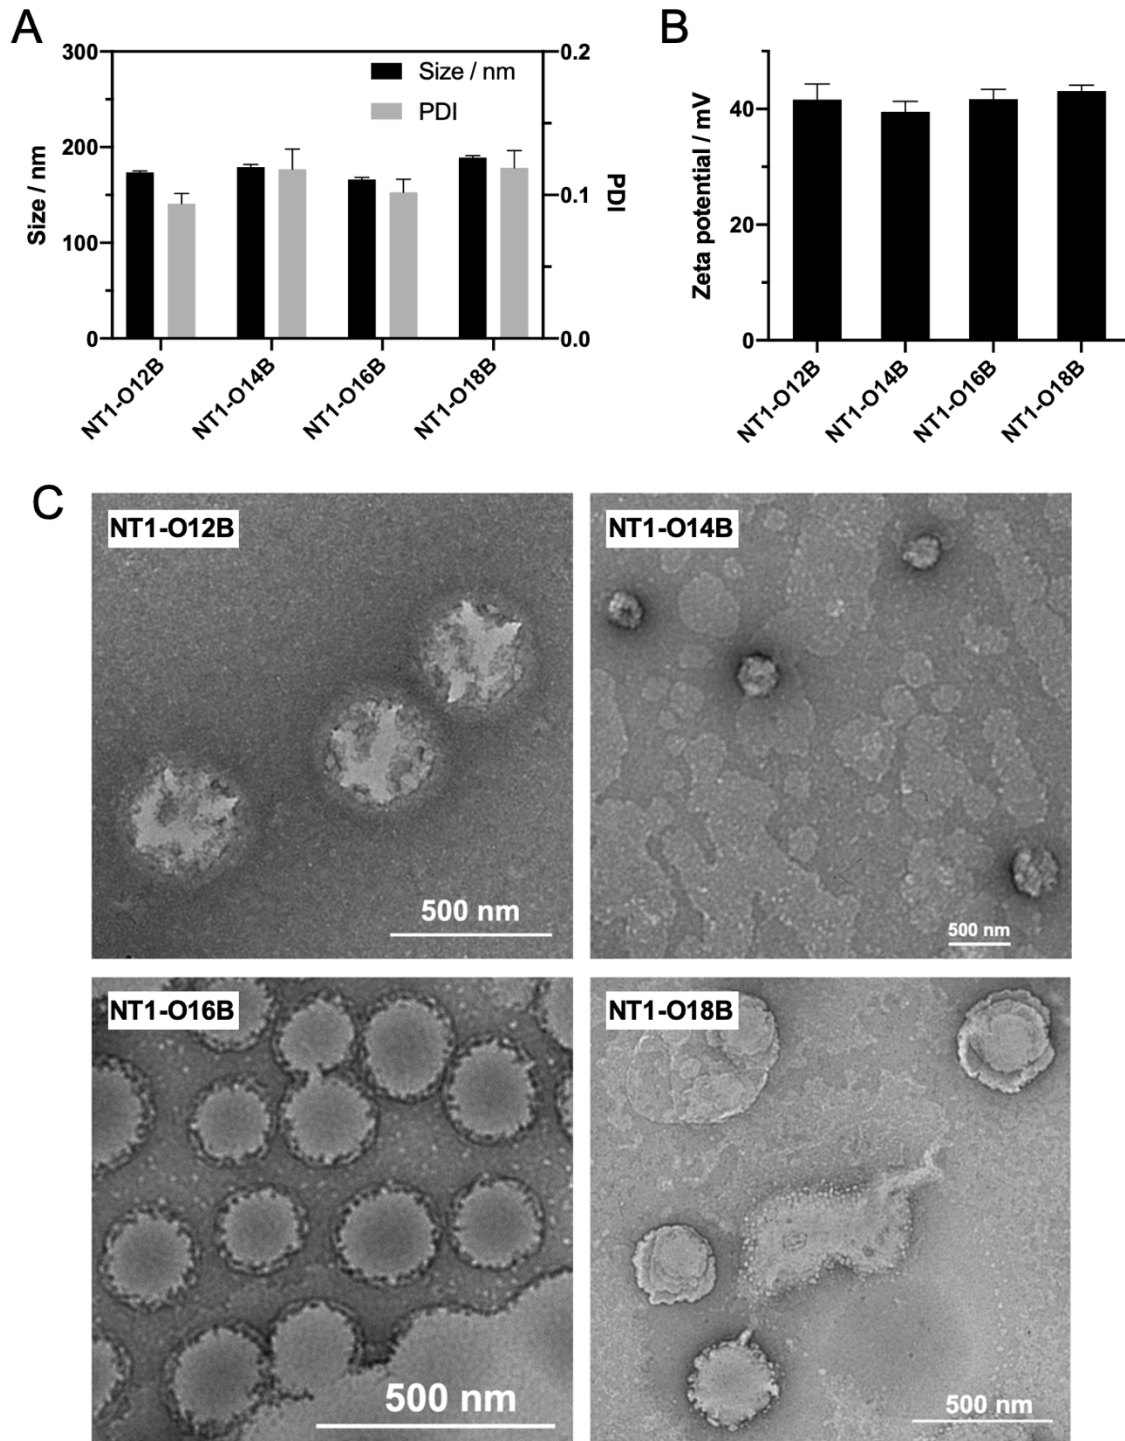 A
300
200
100
0
Size / nm
Size / nm
PDI
0.2
0.1
0.0
PDI
NT1-O12B
NT1-O14B
NT1-O16B
NT1-O18B
B
40
20
0
Zeta potential / mV
NT1-O12B
NT1-O14B
NT1-O16B
NT1-O18B
C
NT1-O12B
500 nm
NT1-O14B
500 nm
NT1-O16B
500 nm
NT1-O18B
500 nm